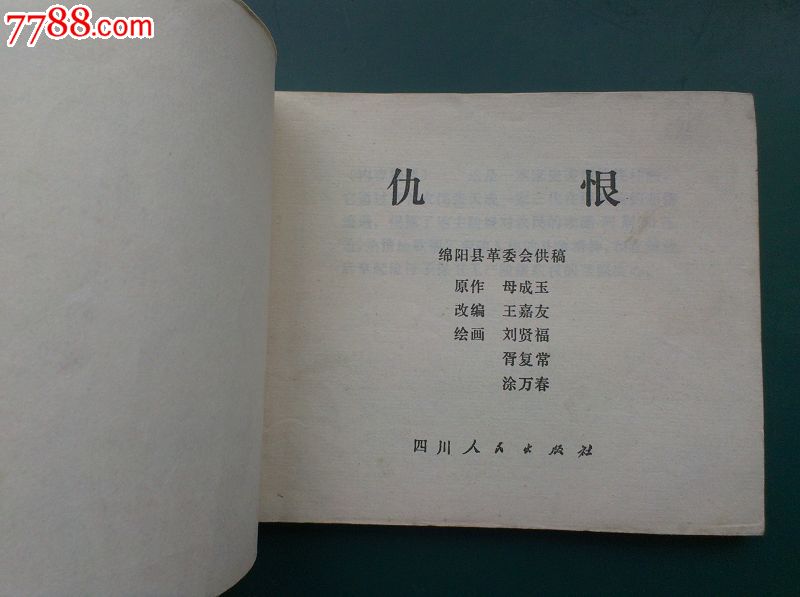 7788.com
仇 恨
绵阳县革委会供稿
原作 母成玉
改编 王嘉友
绘画 刘贤福
胥复常
涂万春
四川人民出版社